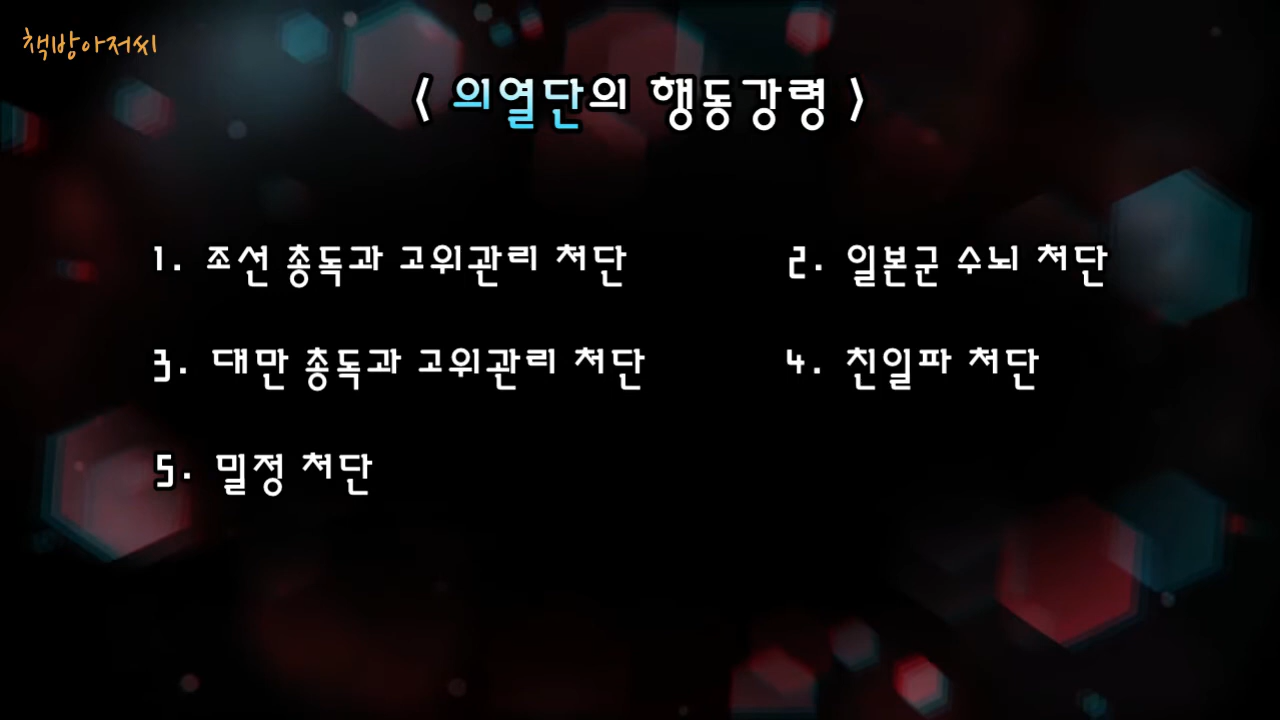 책방아저씨
< 의열단의 행동강령 >
1. 조선 총독과 고위관리 처단
2. 일본군 수뇌 처단
3. 대만 총독과 고위관리 처단
4. 친일파 처단
5. 밀정 처단